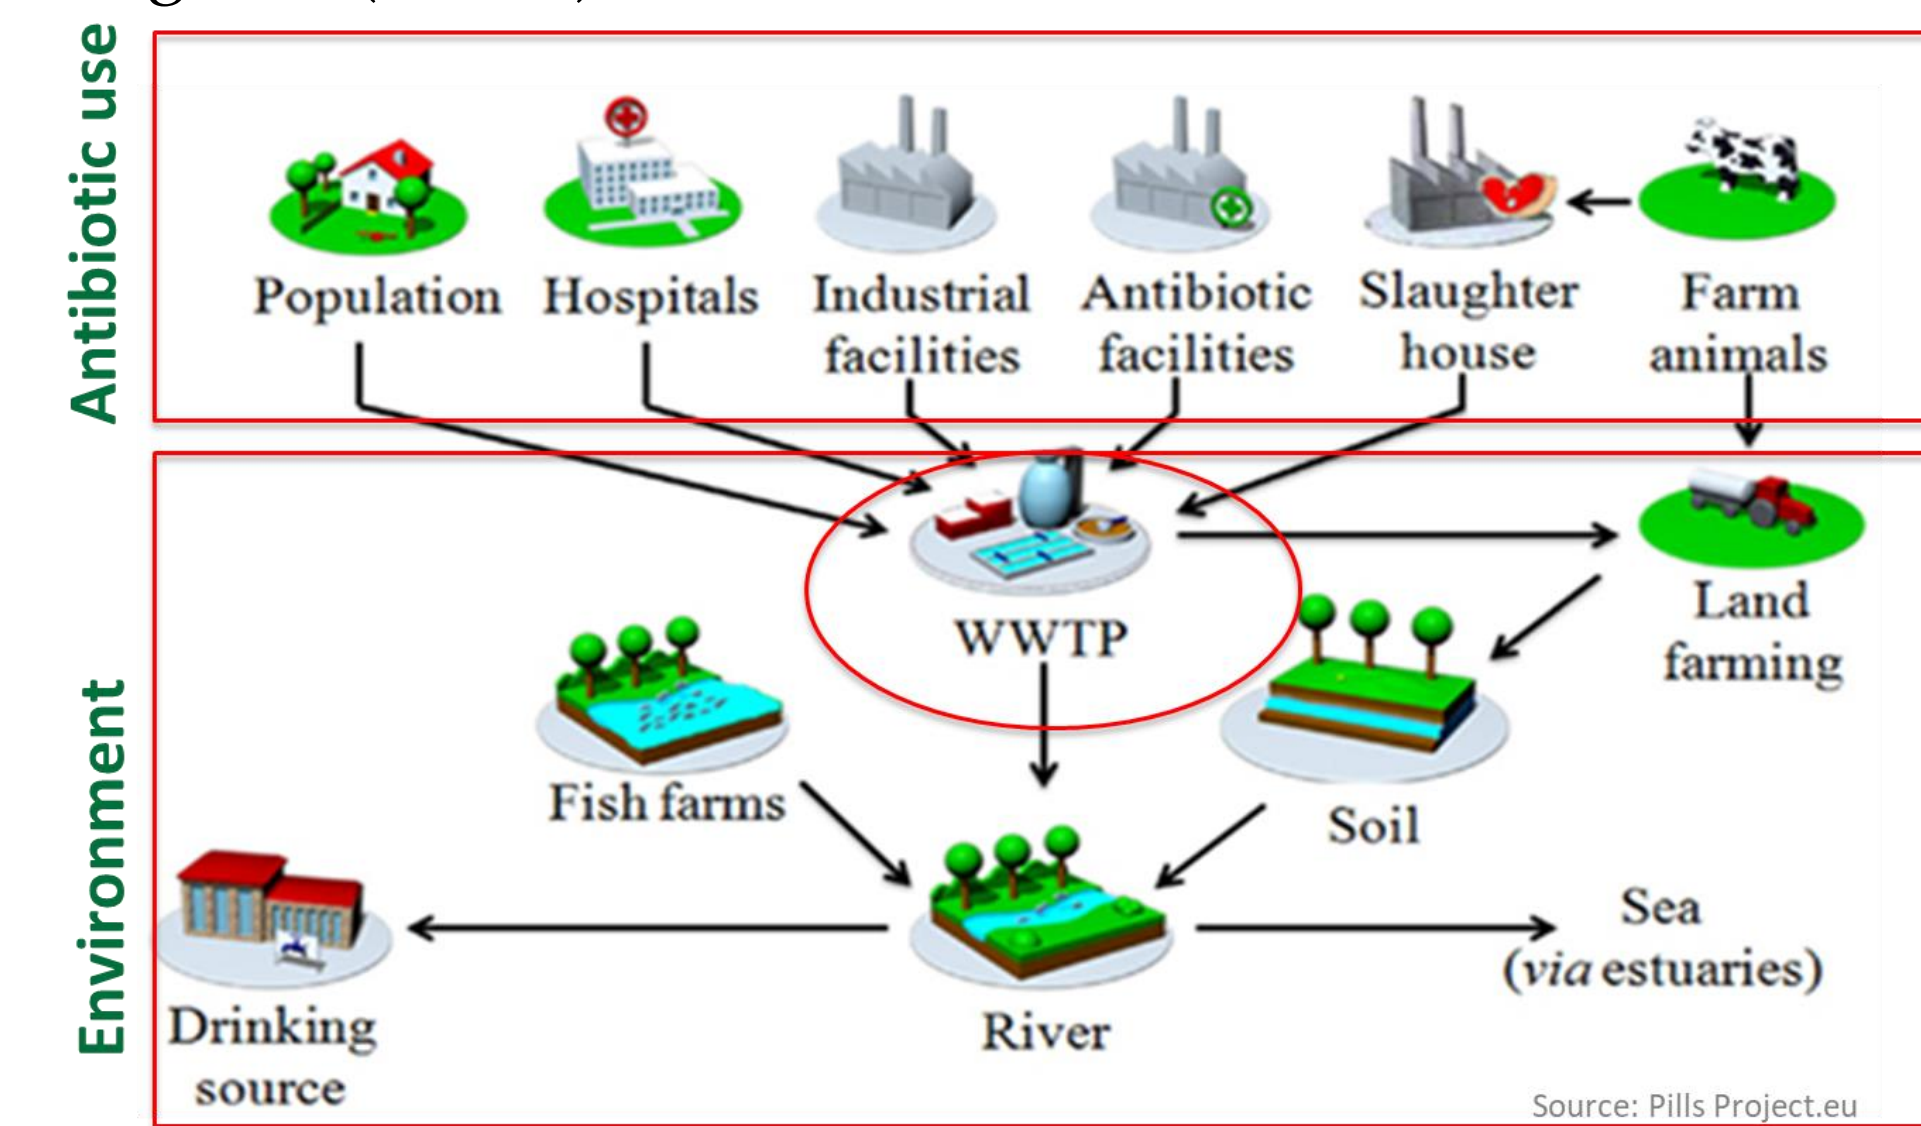 Antibiotic use
Population
Hospitals
Industrial
facilities
Antibiotic
facilities
Slaughter
house
Farm
animals
Environment
WWTP
Land
farming
Fish farms
Soil
Drinking
source
River
Sea
(via estuaries)
Source: Pills Project.eu